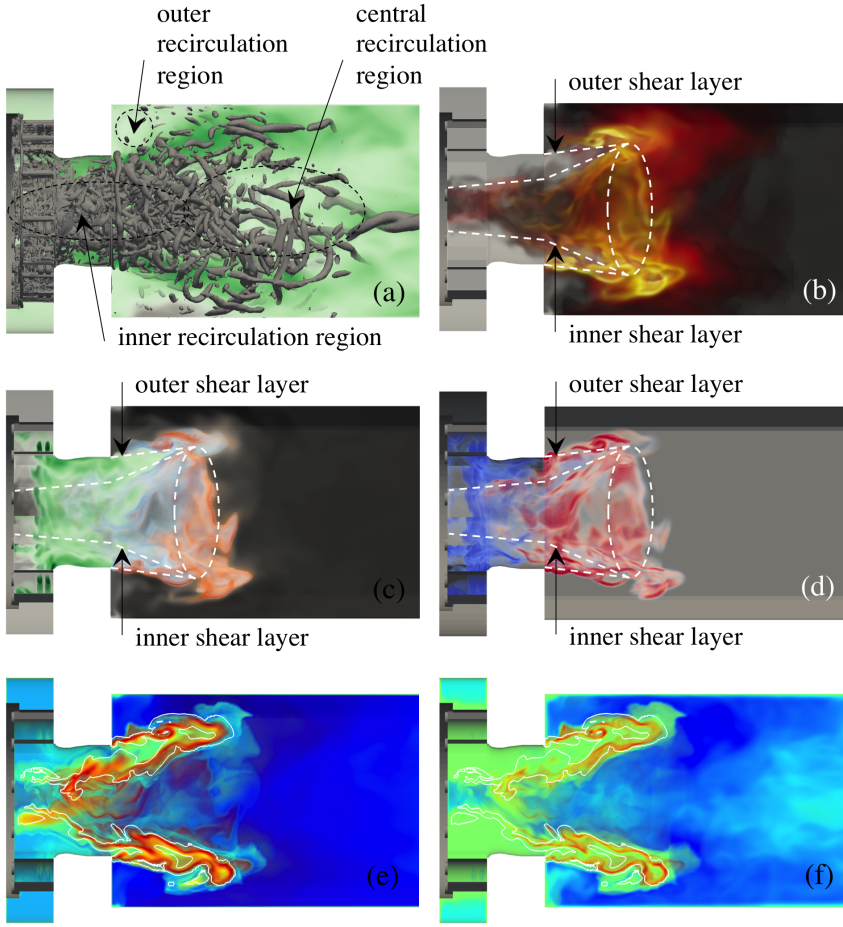 outer
recirculation
region
central
recirculation
region
(a)
inner recirculation region
outer shear layer
(b)
inner shear layer
outer shear layer
(c)
inner shear layer
outer shear layer
(d)
inner shear layer
(e)
(f)